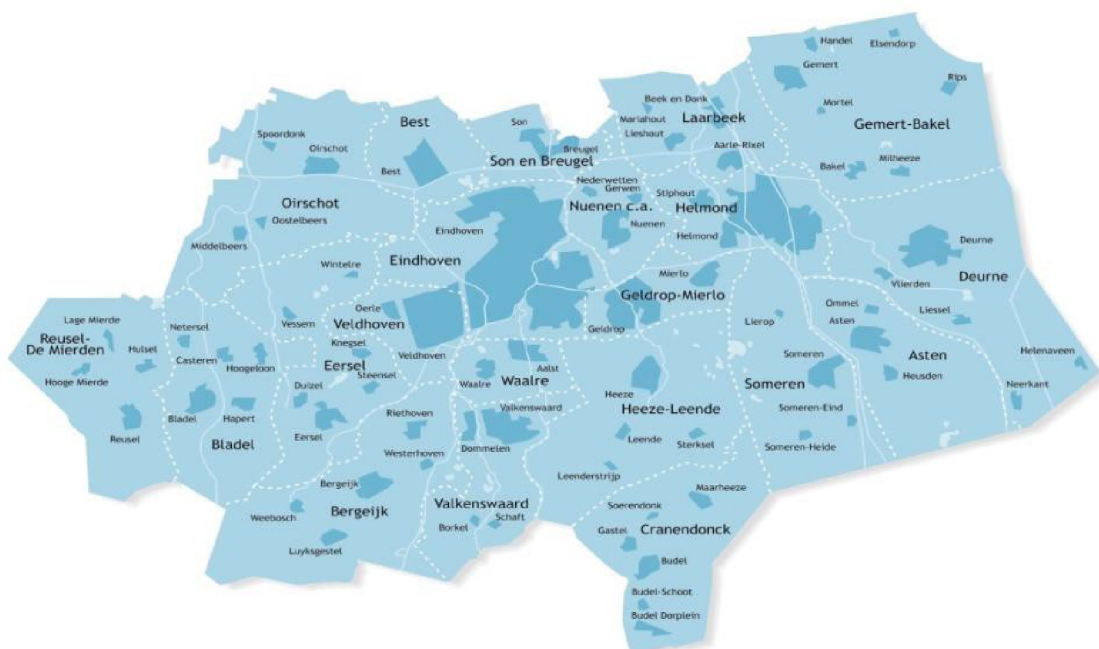 Handel
Elsendorp
Gemert
Rips
Beek en Donk
Mortel
Best
Son
Mariahout
Laarbeek
Gemert-Bakel
Spoordonk
Lieshout
Oirschot
Breugel
Aarle-Rixel
Son en Breugel
Milheeze
Best
Bakel
Nederwetten
Gerwen
Stiphout
Oirschot
Nuenen c.a.
Helmond
Oostelbeers
Nuenen
Eindhoven
Helmond
Deurne
Middelbeers
Eindhoven
Wintelre
Mierlo
Deurne
Vlierden
Geldrop-Mierlo
Oerle
Ommel
Liessel
Lage Mierde
Netersel
Vessem
Veldhoven
Lierop
Asten
Geldrop
Reusel-
De Mierden
Hulsel
Knegsel
Veldhoven
Someren
Asten
Casteren
Hoogeloon
Eersel
Aalst
Helenaveen
Hooge Mierde
Steensel
Waalre
Waalre
Heusden
Duizel
Someren
Neerkant
Heeze
Bladel
Hapert
Riethoven
Valkenswaard
Heeze-Leende
Someren-Eind
Reusel
Bladel
Eersel
Leende
Sterksel
Westerhoven
Dommelen
Someren-Heide
Leenderstrijp
Bergeijk
Maarheeze
Valkenswaard
Soerendonk
Weebosch
Bergeijk
Borkel
Schaft
Gastel
Cranendonck
Luyksgestel
Budel
Budel-Schoot
Budel Dorplein